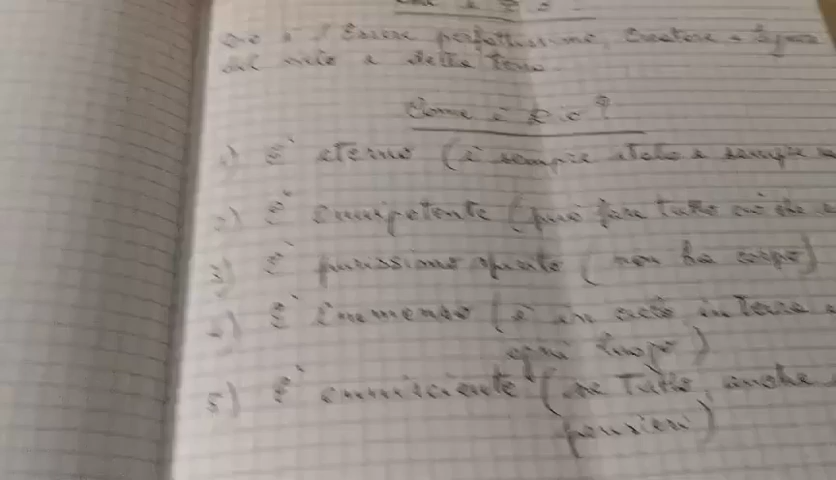 è Dio?
Dio è l'Essere perfettissimo, Creatore e
del cielo e della terra
Come è Dio?
1) E' eterno (è sempre stato e sempre
2) E' onnipotente (può fare tutto ciò che
3) E' purissimo spirito (non ha corpo)
4) E' immenso (è in cielo in terra e
ogni luogo)
5) E' onnisciente (sa tutto, anche
pensieri)